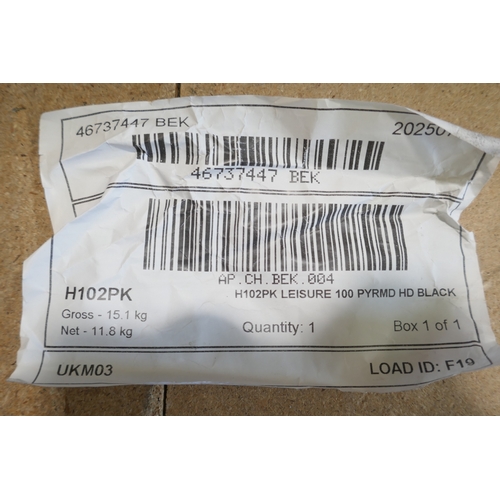 46737447 BEK
46737447 BEK
AP.CH.BEK.004
H102PK
H102PK LEISURE 100 PYRMD HD BLACK
Gross - 15.1 kg
Net - 11.8 kg
Quantity: 1
Box 1 of 1
UKM03
LOAD ID: F19